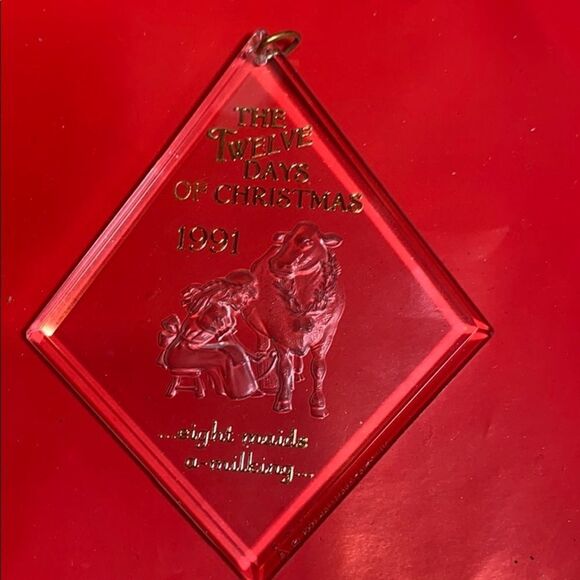 THE
TWELVE
DAYS
OF CHRISTMAS
1991
...eight maids
a-milking...